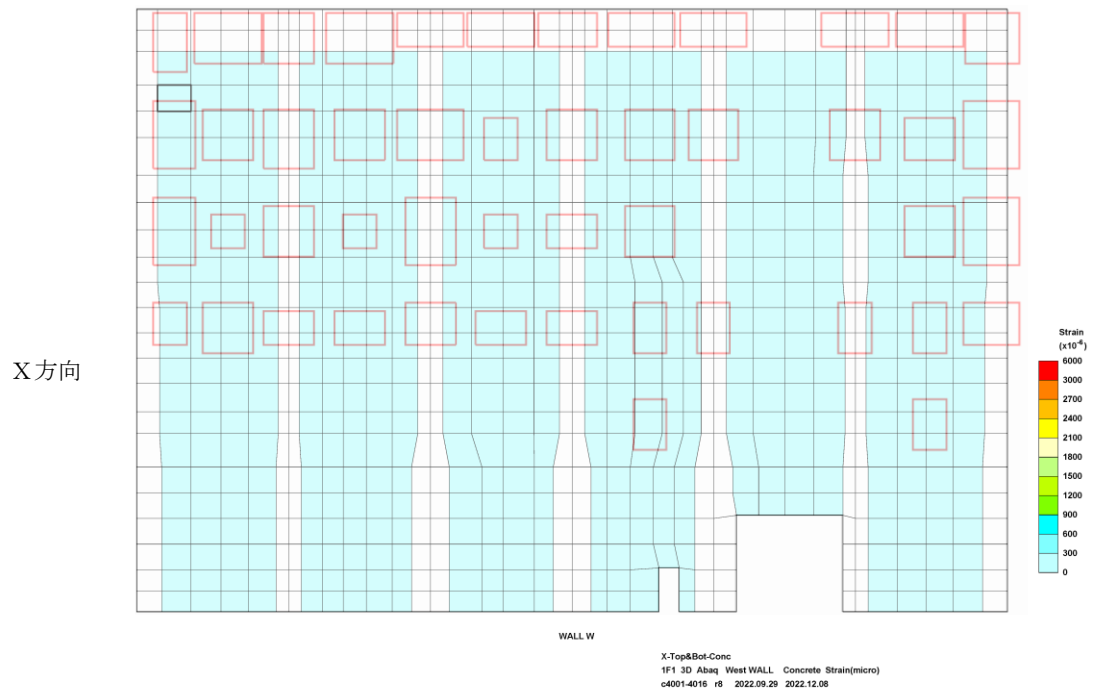 X方向
Strain
(x10⁻⁶)
6000
3000
2700
2400
2100
1800
1500
1200
900
600
300
0
WALL W
X-Top&Bot-Conc
1F1 3D Abaq West WALL Concrete Strain(micro)
c4001-4016 r8 2022.09.29 2022.12.08